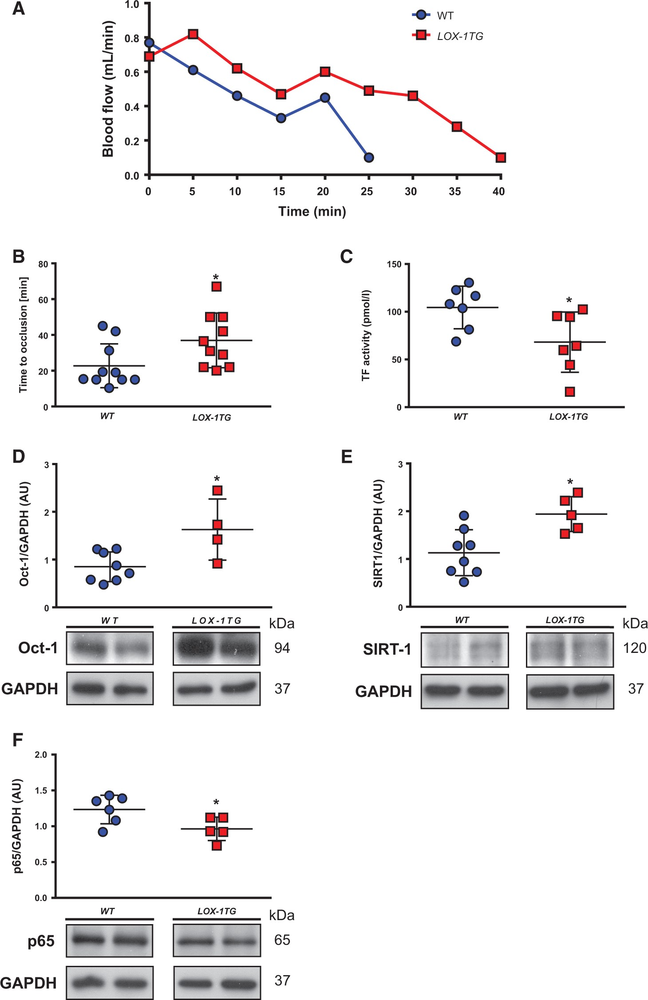 A
1.0
0.8
0.6
0.4
0.2
0.0
Blood flow (mL/min)
WT
LOX-1TG
0 5 10 15 20 25 30 35 40
Time (min)
B
80
60
40
20
0
Time to occlusion [min]
*
WT LOX-1TG
C
150
100
50
0
TF activity (pmol/l)
*
WT LOX-1TG
D
3
2
1
0
Oct-1/GAPDH (AU)
*
WT LOX-1TG kDa
Oct-1 94
GAPDH 37
E
3
2
1
0
SIRT1/GAPDH (AU)
*
WT LOX-1TG kDa
SIRT-1 120
GAPDH 37
F
2.0
1.5
1.0
0.5
0.0
p65/GAPDH (AU)
*
WT LOX-1TG kDa
p65 65
GAPDH 37